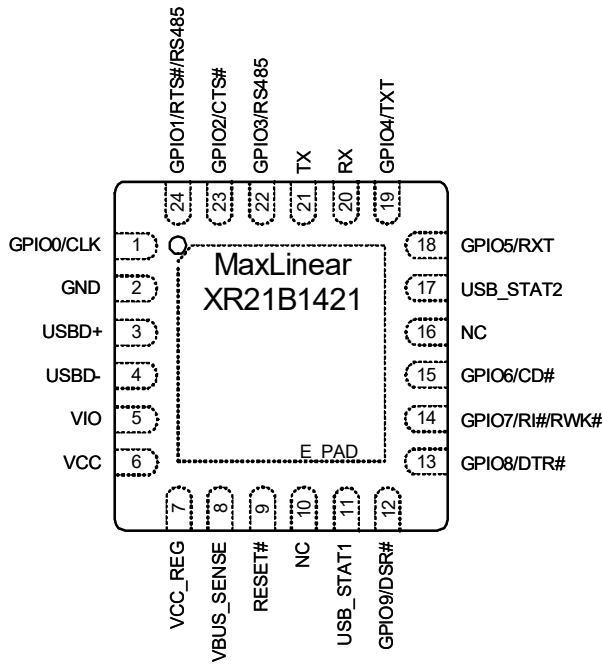 GPIO1/RTS#/RS485
GPIO2/CTS#
GPIO3/RS485
TX
RX
GPIO4/TXT
24
23
22
21
20
19
GPIO0/CLK 1
GND 2
USBD+ 3
USBD- 4
VIO 5
VCC 6
MaxLinear
XR21B1421
E_PAD
18 GPIO5/RXT
17 USB_STAT2
16 NC
15 GPIO6/CD#
14 GPIO7/RI#/RWK#
13 GPIO8/DTR#
7
8
9
10
11
12
VCC_REG
VBUS_SENSE
RESET#
NC
USB_STAT1
GPIO9/DSR#